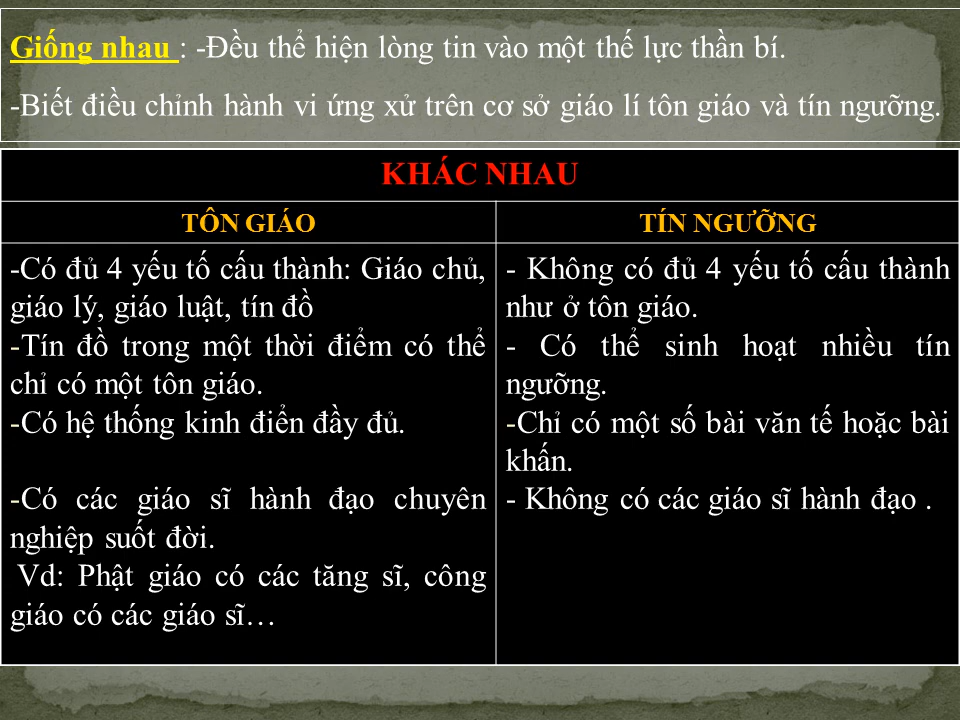 Giống nhau : -Đều thể hiện lòng tin vào một thế lực thần bí.
-Biết điều chỉnh hành vi ứng xử trên cơ sở giáo lí tôn giáo và tín ngưỡng.
KHÁC NHAU
TÔN GIÁO
TÍN NGƯỠNG
-Có đủ 4 yếu tố cấu thành: Giáo chủ,
giáo lý, giáo luật, tín đồ
-Tín đồ trong một thời điểm có thể
chỉ có một tôn giáo.
-Có hệ thống kinh điển đầy đủ.
-Có các giáo sĩ hành đạo chuyên
nghiệp suốt đời.
Vd: Phật giáo có các tăng sĩ, công
giáo có các giáo sĩ…
- Không có đủ 4 yếu tố cấu thành
như ở tôn giáo.
- Có thể sinh hoạt nhiều tín
ngưỡng.
-Chỉ có một số bài văn tế hoặc bài
khấn.
- Không có các giáo sĩ hành đạo .